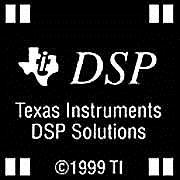 DSP
Texas Instruments
DSP Solutions
©1999 TI